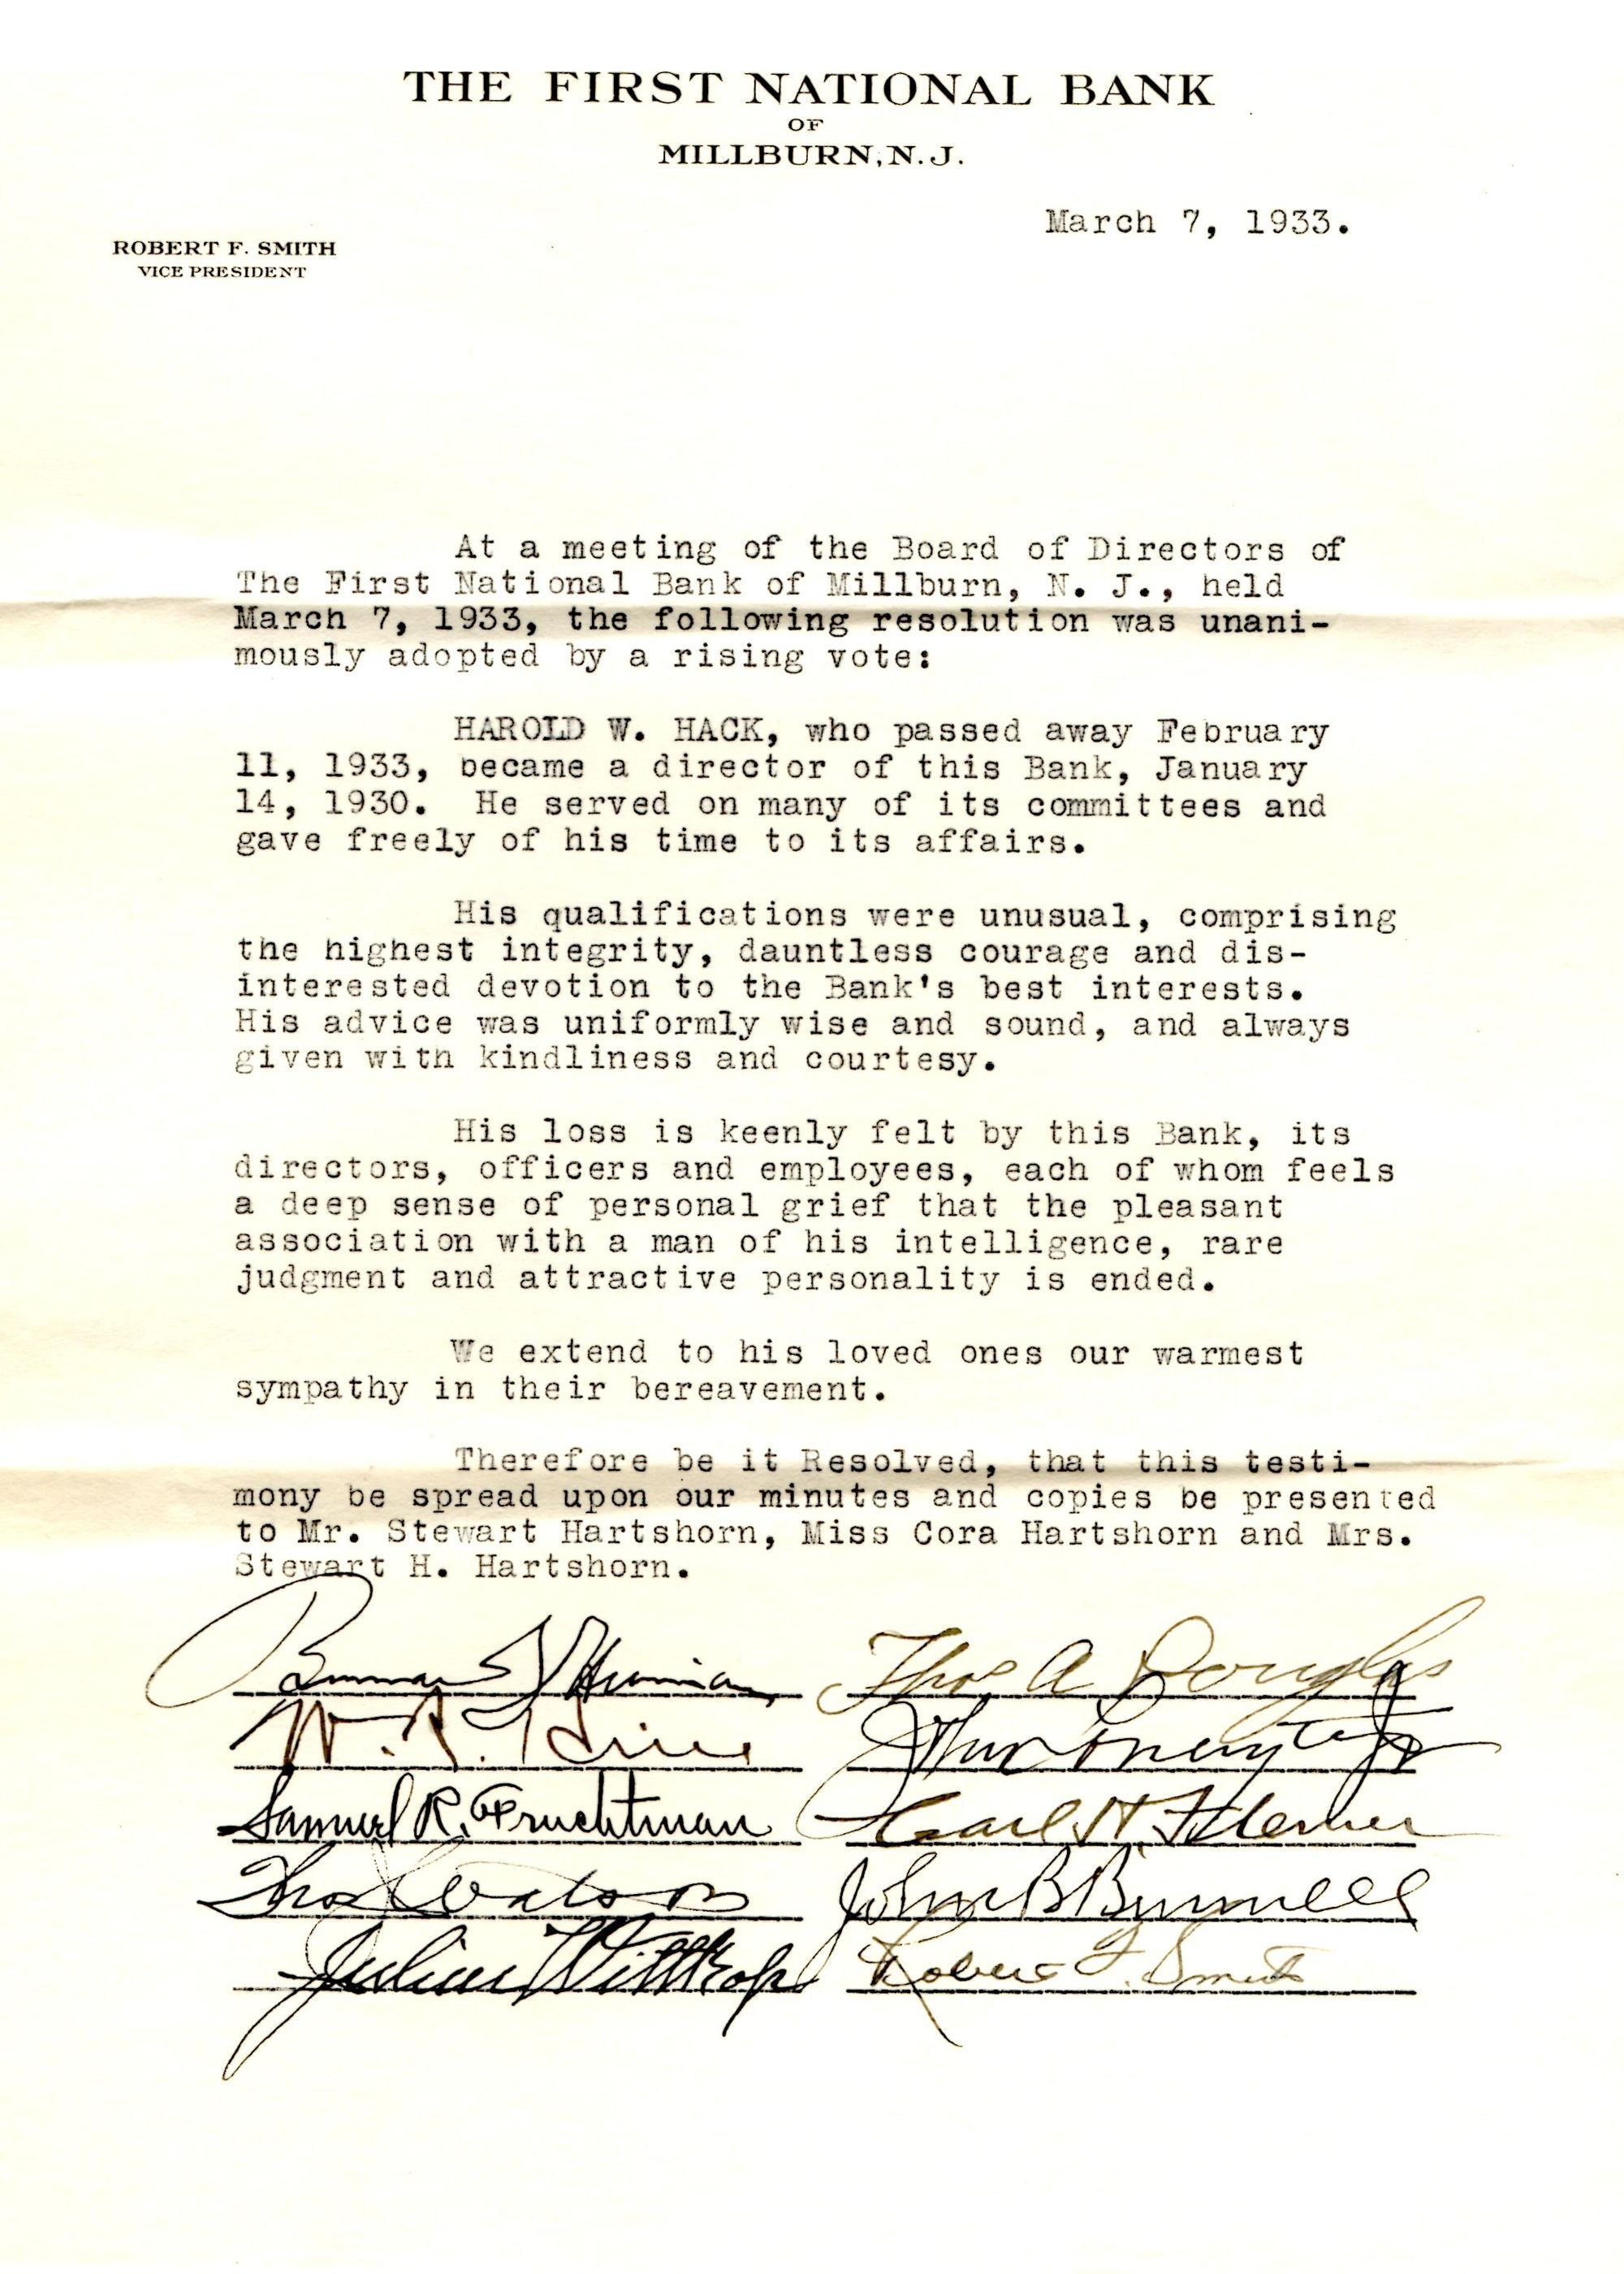 THE FIRST NATIONAL BANK
OF
MILLBURN, N. J.
March 7, 1933.
ROBERT F. SMITH
VICE PRESIDENT
At a meeting of the Board of Directors of
The First National Bank of Millburn, N. J., held
March 7, 1933, the following resolution was unani-
mously adopted by a rising vote:
HAROLD W. HACK, who passed away February
11, 1933, became a director of this Bank, January
14, 1930. He served on many of its committees and
gave freely of his time to its affairs.
His qualifications were unusual, comprising
the highest integrity, dauntless courage and dis-
interested devotion to the Bank's best interests.
His advice was uniformly wise and sound, and always
given with kindliness and courtesy.
His loss is keenly felt by this Bank, its
directors, officers and employees, each of whom feels
a deep sense of personal grief that the pleasant
association with a man of his intelligence, rare
judgment and attractive personality is ended.
We extend to his loved ones our warmest
sympathy in their bereavement.
Therefore be it Resolved, that this testi-
mony be spread upon our minutes and copies be presented
to Mr. Stewart Hartshorn, Miss Cora Hartshorn and Mrs.
Stewart H. Hartshorn.
Thos A Douglas
Samuel R. Fruchtman
Carl H.
Thos Watson
John B Bunnell
Julius Wittkop
Robert F. Smith